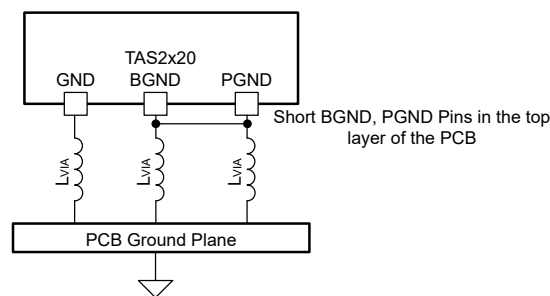 TAS2x20
GND BGND PGND
Short BGND, PGND Pins in the top
layer of the PCB
LVIA LVIA LVIA
PCB Ground Plane